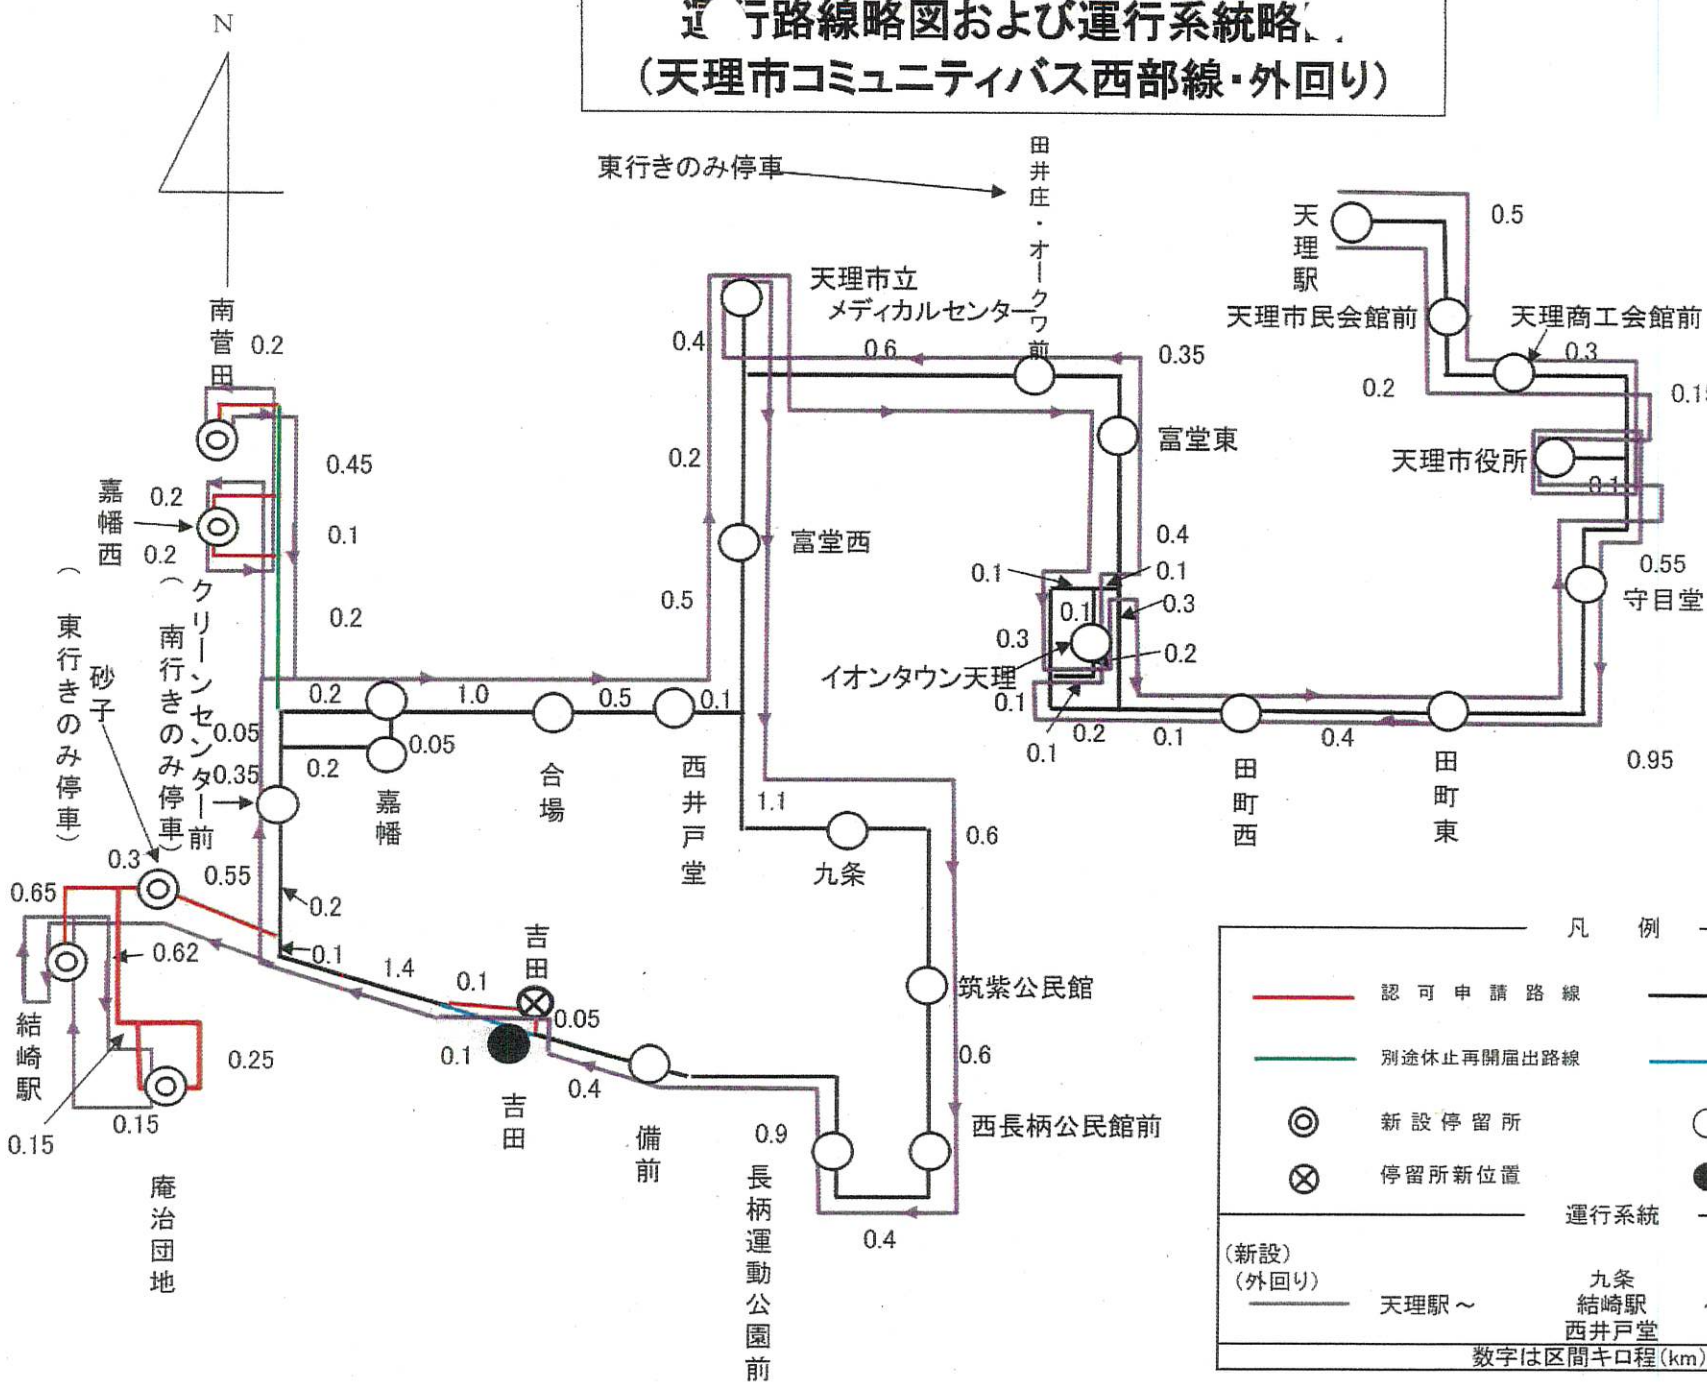 行路線略図および運行系統略
(天理市コミュニティバス西部線・外回り)
N
東行きのみ停車
田井庄・オークワ前
天理駅
0.5
天理市立
メディカルセンター
天理市民会館前
天理商工会館前
南菅田
0.2
0.4
0.6
0.35
0.3
0.2
0.15
富堂東
天理市役所
0.1
0.45
0.2
嘉幡西
0.2
0.2
0.1
富堂西
0.4
0.1
0.1
0.55
守目堂
0.5
0.1
0.3
0.3
0.2
イオンタウン天理
0.2
クリーンセンター前
(南行きのみ停車)
砂子
(東行きのみ停車)
0.2
1.0
0.5
0.1
0.1
0.1
0.2
0.1
0.4
0.95
0.05
0.2
0.05
0.35
嘉幡
合場
西井戸堂
田町西
田町東
1.1
0.6
九条
0.3
0.55
0.65
0.2
0.1
0.62
1.4
吉田
0.1
0.05
筑紫公民館
結崎駅
0.25
0.1
0.4
0.6
吉田
備前
0.15
0.15
0.9
西長柄公民館前
庵治団地
長柄運動公園前
0.4
凡 例
認可申請路線
別途休止再開届出路線
新設停留所
停留所新位置
運行系統
(新設)
(外回り)
天理駅~
九条
結崎駅
西井戸堂
数字は区間キロ程(km)